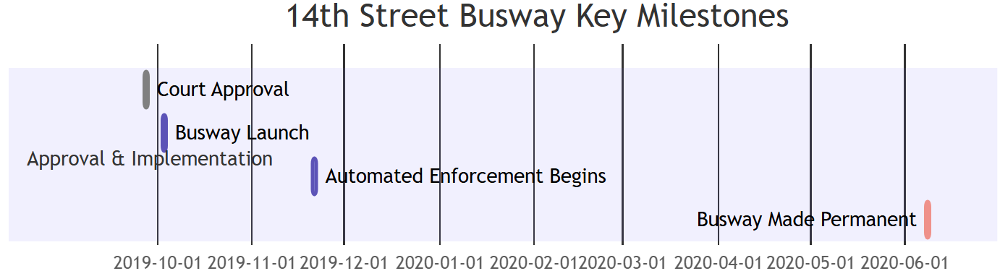 14th Street Busway Key Milestones
Court Approval
Busway Launch
Approval & Implementation
Automated Enforcement Begins
Busway Made Permanent
2019-10-01 2019-11-01 2019-12-01 2020-01-01 2020-02-01 2020-03-01 2020-04-01 2020-05-01 2020-06-01